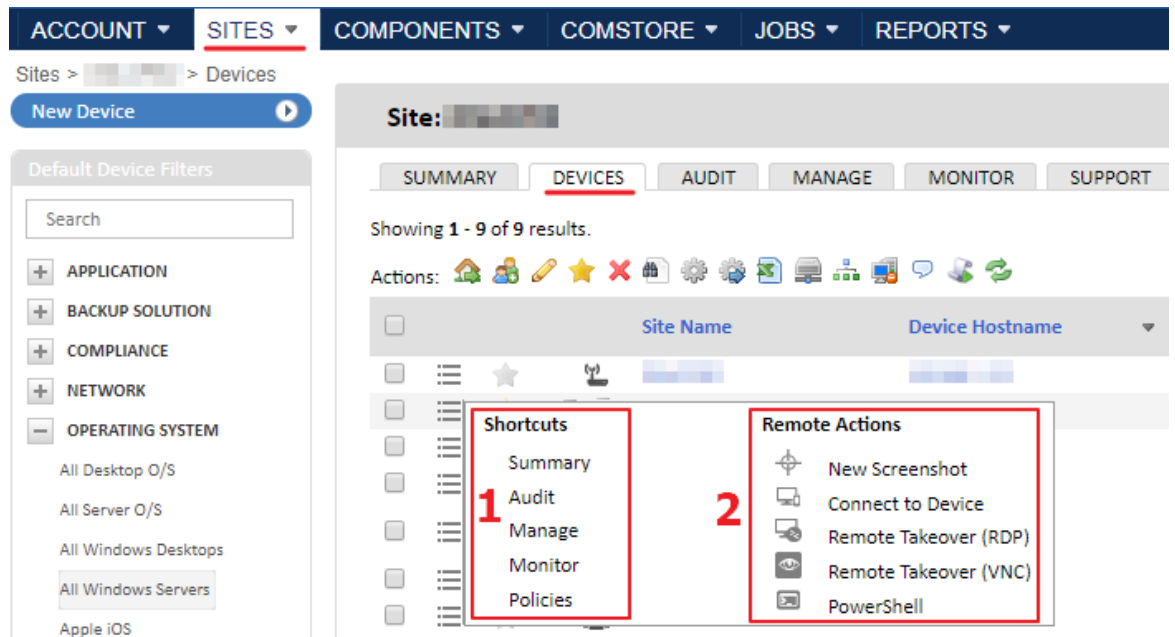 ACCOUNT SITES COMPONENTS COMSTORE JOBS REPORTS
Sites > > Devices
New Device
Site:
Default Device Filters
SUMMARY DEVICES AUDIT MANAGE MONITOR SUPPORT
Search
Showing 1 - 9 of 9 results.
Actions:
APPLICATION
BACKUP SOLUTION
COMPLIANCE
NETWORK
OPERATING SYSTEM
All Desktop O/S
All Server O/S
All Windows Desktops
All Windows Servers
Apple iOS
Site Name Device Hostname
Shortcuts
Summary
Audit
1
Manage
Monitor
Policies
Remote Actions
New Screenshot
Connect to Device
2
Remote Takeover (RDP)
Remote Takeover (VNC)
PowerShell